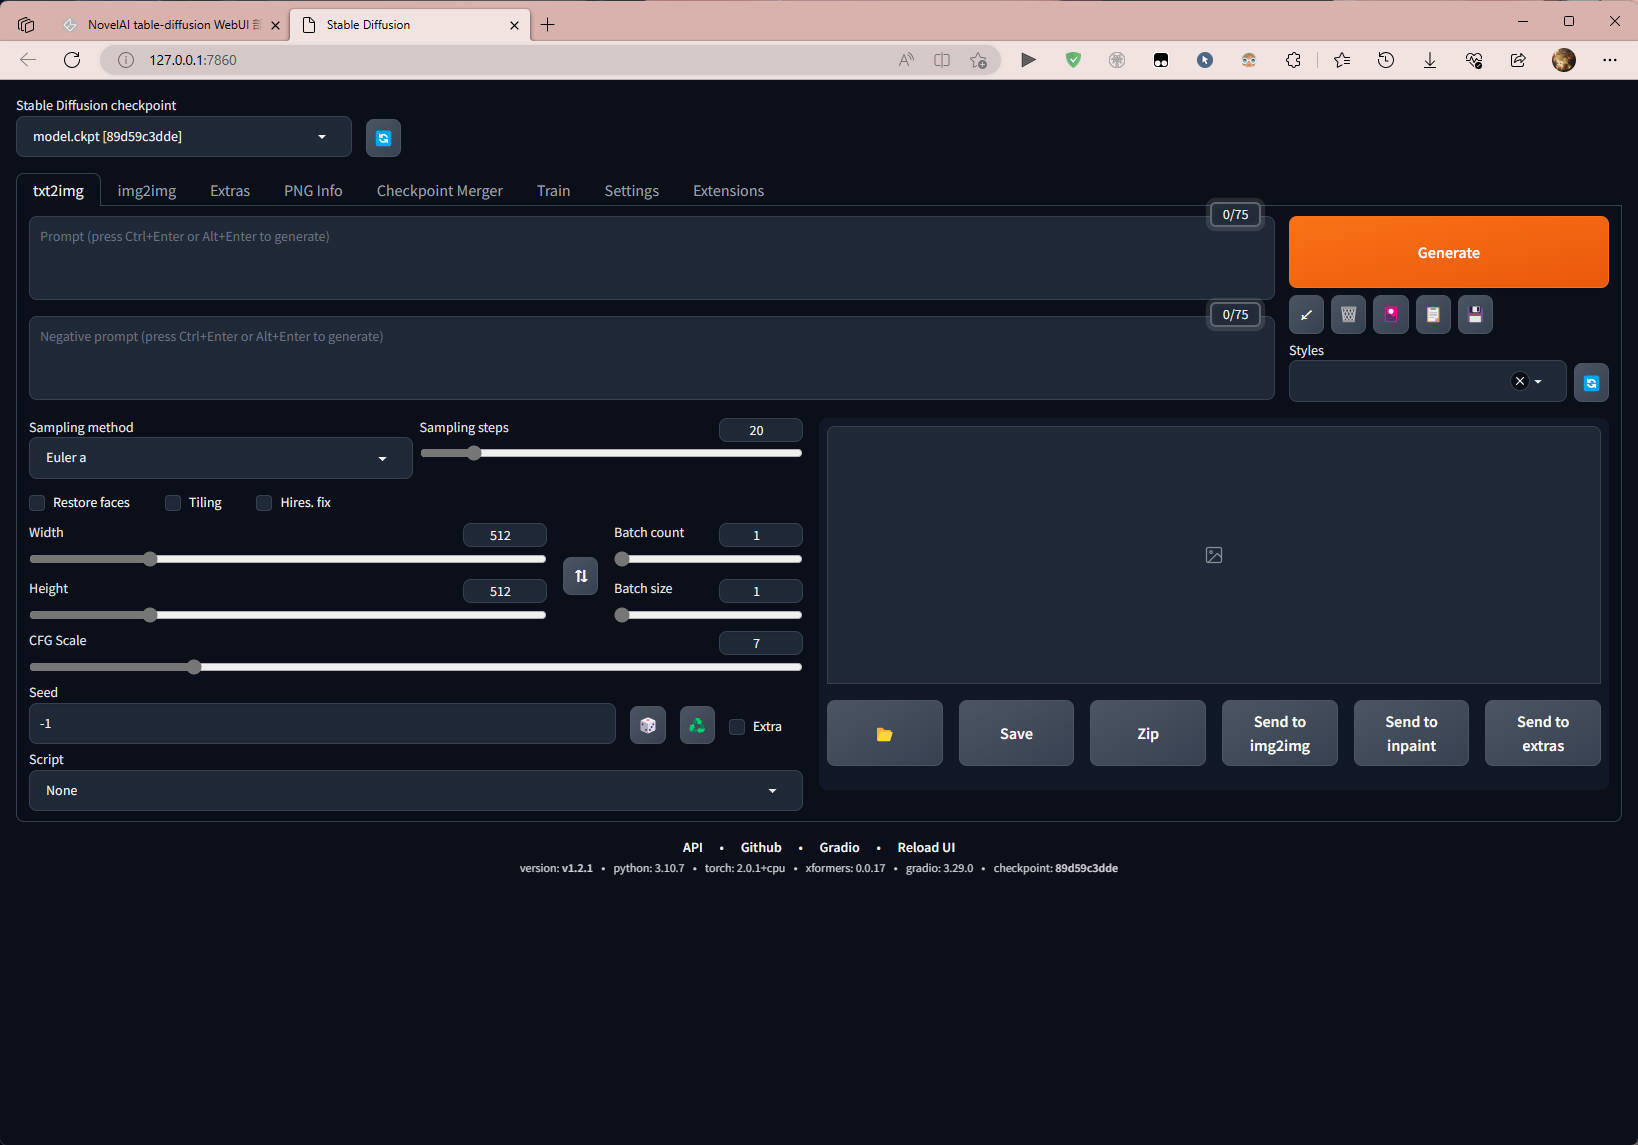 NovelAI table-diffusion WebUI
Stable Diffusion
127.0.0.1:7860
Stable Diffusion checkpoint
model.ckpt [89d59c3dde]
txt2img img2img Extras PNG Info Checkpoint Merger Train Settings Extensions
0/75
Prompt (press Ctrl+Enter or Alt+Enter to generate)
Generate
0/75
Negative prompt (press Ctrl+Enter or Alt+Enter to generate)
Styles
Sampling method
Euler a
Sampling steps
20
Restore faces Tiling Hires. fix
Width
512
Batch count
1
Height
512
Batch size
1
CFG Scale
7
Seed
-1
Extra
Script
None
Save
Zip
Send to
img2img
Send to
inpaint
Send to
extras
API • Github • Gradio • Reload UI
version: v1.2.1 • python: 3.10.7 • torch: 2.0.1+cpu • xformers: 0.0.17 • gradio: 3.29.0 • checkpoint: 89d59c3dde